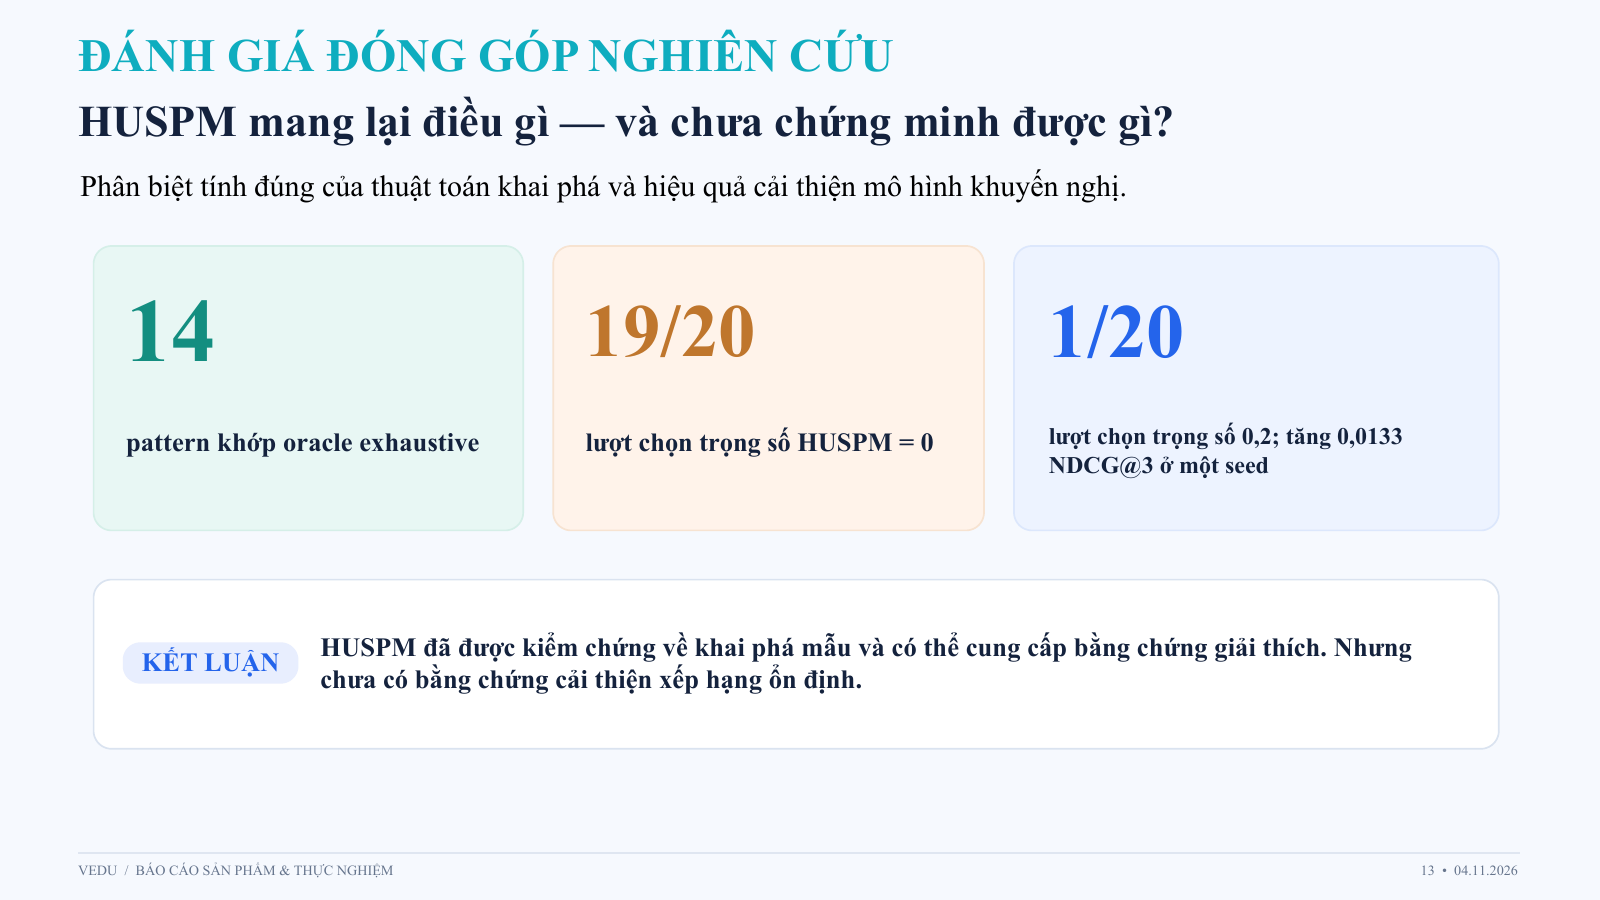 ĐÁNH GIÁ ĐÓNG GÓP NGHIÊN CỨU
HUSPM mang lại điều gì — và chưa chứng minh được gì?
Phân biệt tính đúng của thuật toán khai phá và hiệu quả cải thiện mô hình khuyến nghị.
14
pattern khớp oracle exhaustive
19/20
lượt chọn trọng số HUSPM = 0
1/20
lượt chọn trọng số 0,2; tăng 0,0133
NDCG@3 ở một seed
KẾT LUẬN
HUSPM đã được kiểm chứng về khai phá mẫu và có thể cung cấp bằng chứng giải thích. Nhưng
chưa có bằng chứng cải thiện xếp hạng ổn định.
VEDU / BÁO CÁO SẢN PHẨM & THỰC NGHIỆM
13 • 04.11.2026